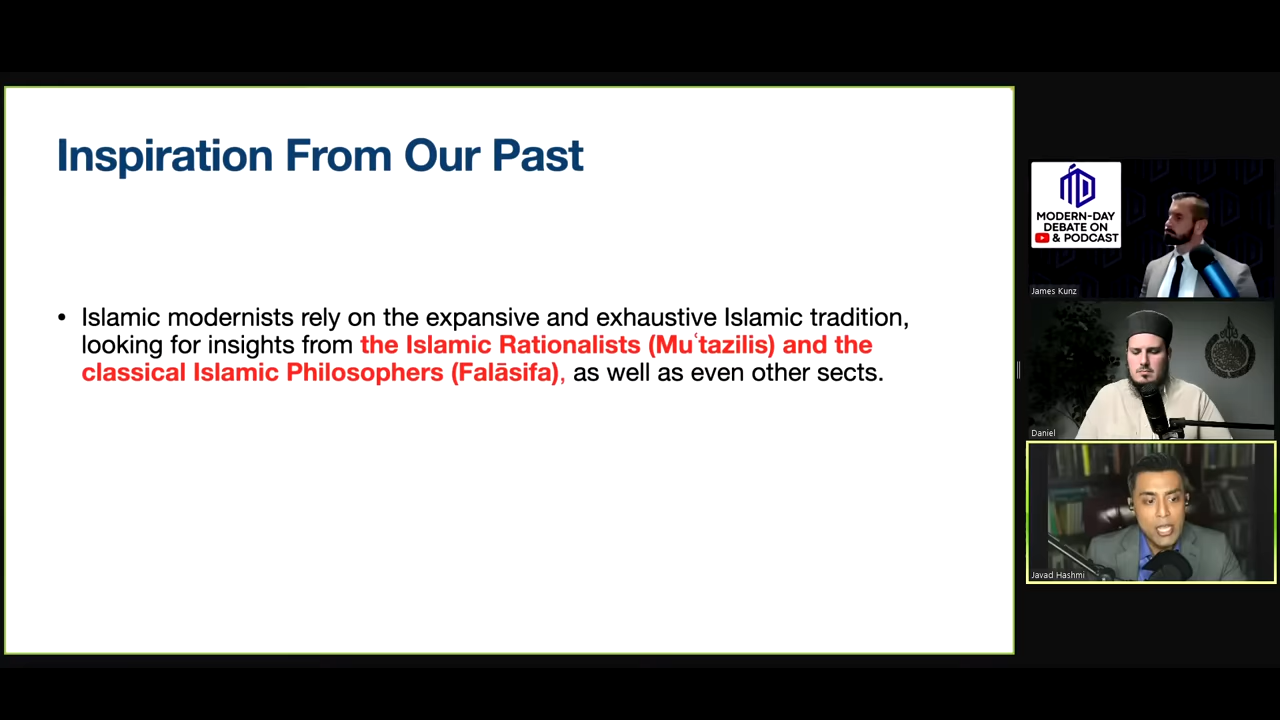 Inspiration From Our Past
• Islamic modernists rely on the expansive and exhaustive Islamic tradition,
looking for insights from the Islamic Rationalists (Muʿtazilis) and the
classical Islamic Philosophers (Falāsifa), as well as even other sects.
MODERN-DAY
DEBATE ON
& PODCAST
James Kunz
Daniel
Javad Hashmi